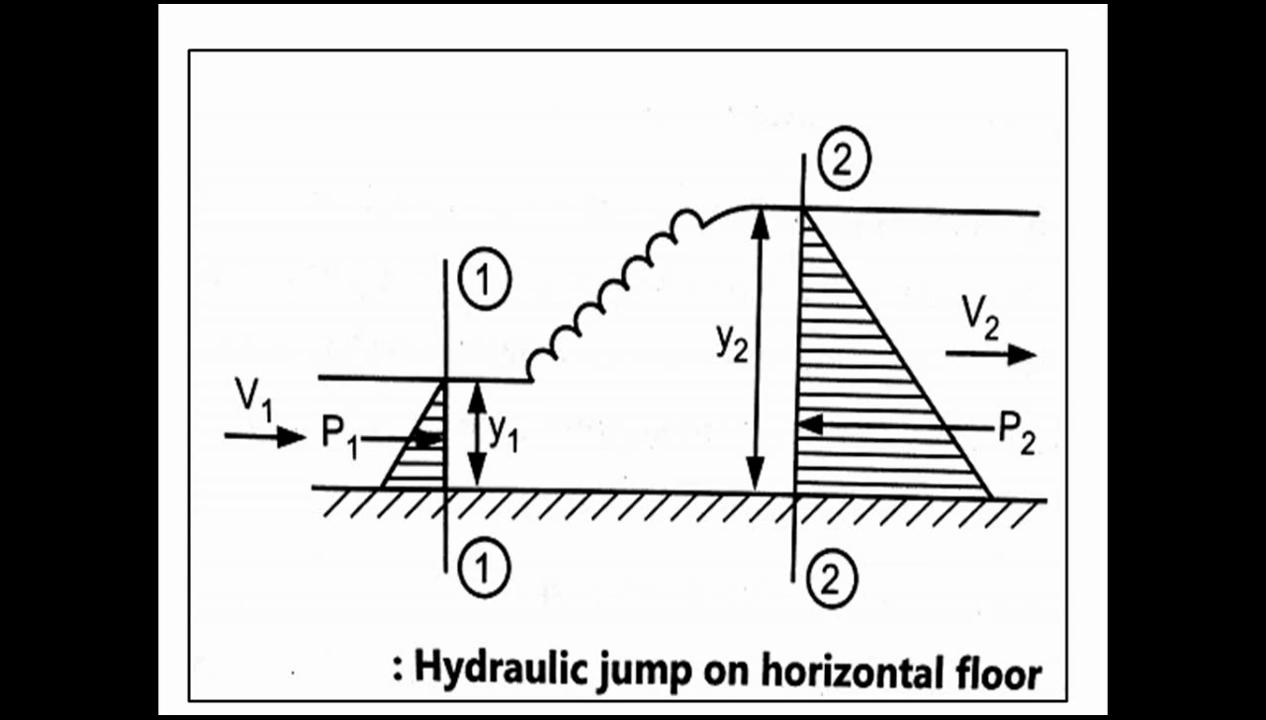 2
1
V₂
y₂
V₁
P₁
y₁
P₂
1
2
: Hydraulic jump on horizontal floor